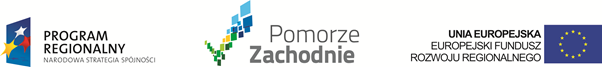 PROGRAM
REGIONALNY
NARODOWA STRATEGIA SPÓJNOŚCI
Pomorze
Zachodnie
UNIA EUROPEJSKA
EUROPEJSKI FUNDUSZ
ROZWOJU REGIONALNEGO